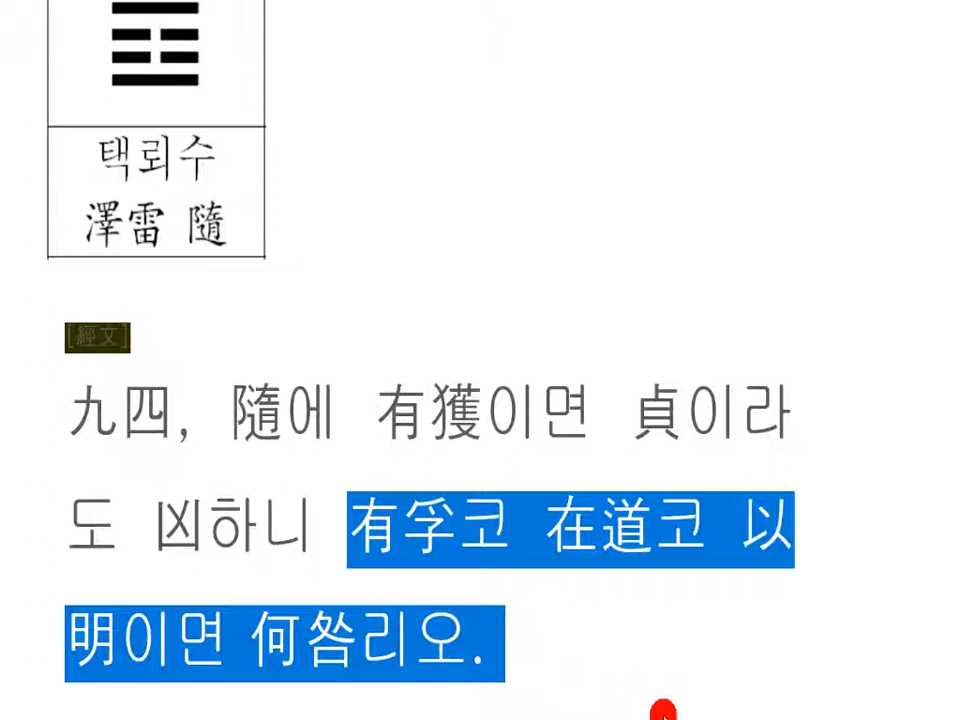 택뢰수
澤雷 隨
[經文]
九四, 隨에 有獲이면 貞이라
도 凶하니 有孚코 在道코 以
明이면 何咎리오.